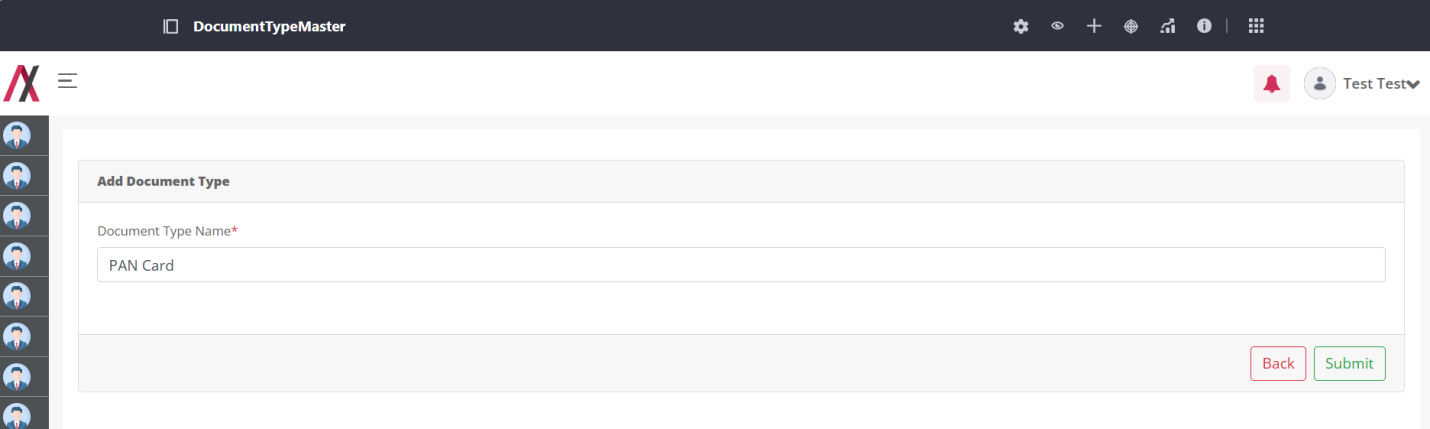 DocumentTypeMaster
Test Test
Add Document Type
Document Type Name*
PAN Card
Back
Submit